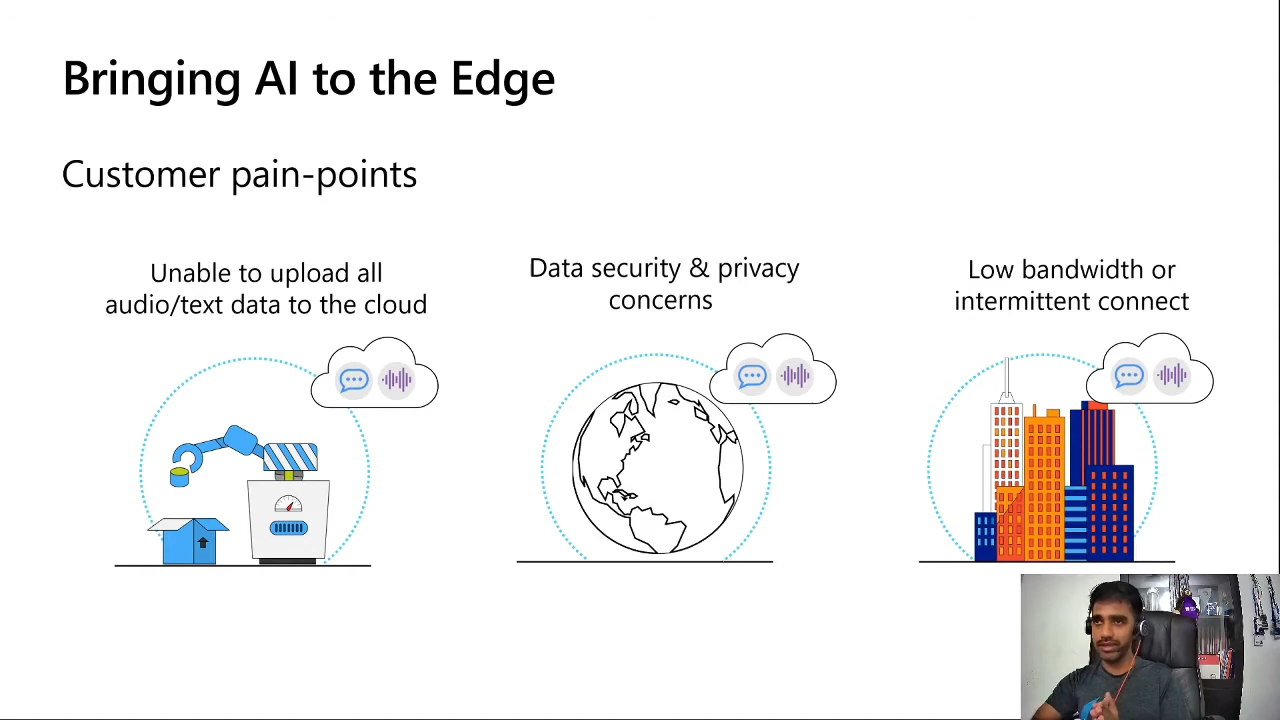 Bringing AI to the Edge
Customer pain-points
Unable to upload all
audio/text data to the cloud
Data security & privacy
concerns
Low bandwidth or
intermittent connect